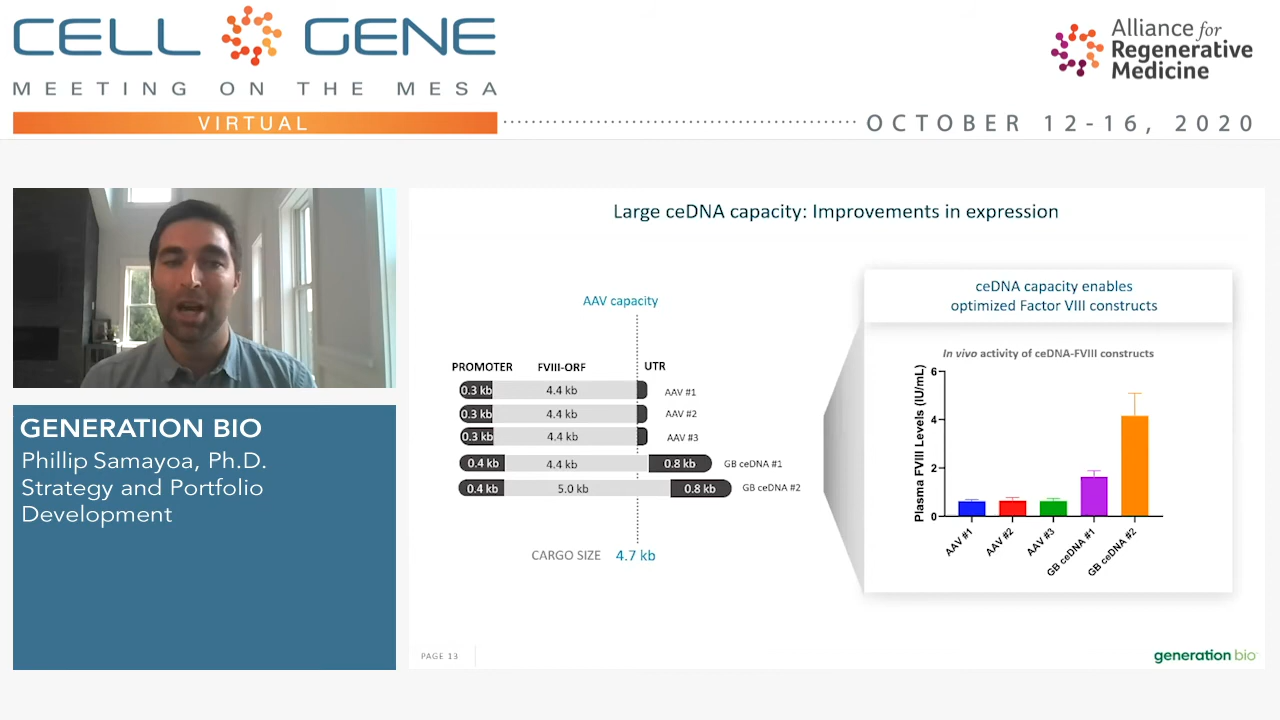 CELL GENE
MEETING ON THE MESA
VIRTUAL
Alliance for
Regenerative
Medicine
OCTOBER 12-16, 2020
GENERATION BIO
Phillip Samayoa, Ph.D.
Strategy and Portfolio
Development
Large ceDNA capacity: Improvements in expression
AAV capacity
PROMOTER FVIII-ORF UTR
0.3 kb 4.4 kb AAV #1
0.3 kb 4.4 kb AAV #2
0.3 kb 4.4 kb AAV #3
0.4 kb 4.4 kb 0.8 kb GB ceDNA #1
0.4 kb 5.0 kb 0.8 kb GB ceDNA #2
CARGO SIZE 4.7 kb
ceDNA capacity enables
optimized Factor VIII constructs
In vivo activity of ceDNA-FVIII constructs
Plasma FVIII Levels (IU/mL)
6
4
2
0
AAV #1
AAV #2
AAV #3
GB ceDNA #1
GB ceDNA #2
PAGE 13
generation bio